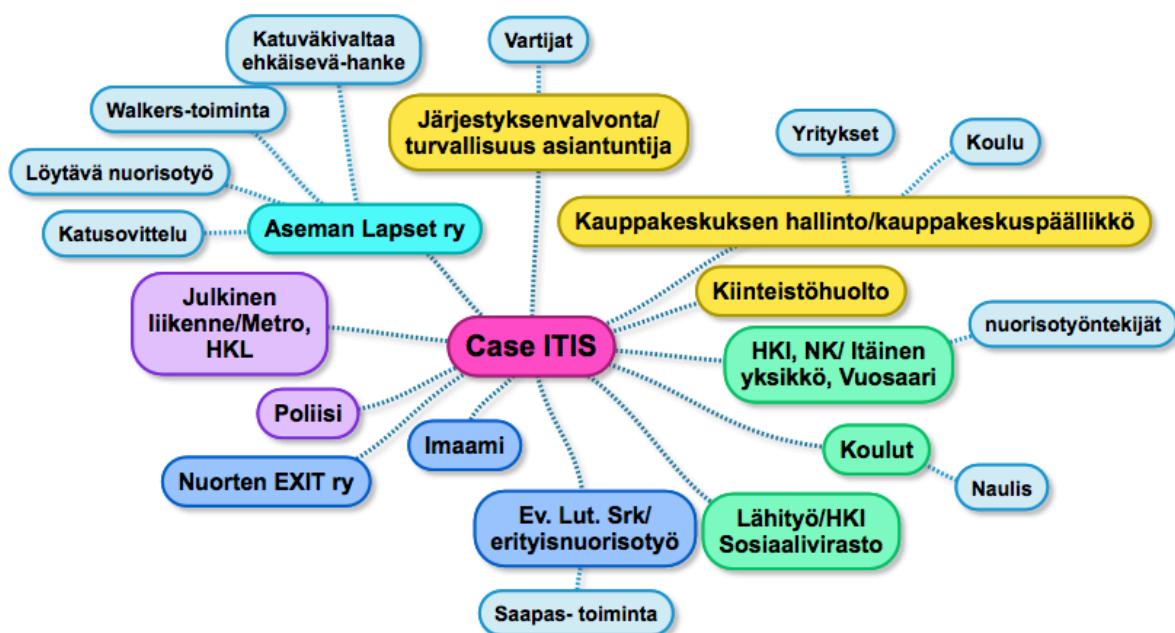 Katuväkivaltaa
ehkäisevä-hanke
Vartijat
Walkers-toiminta
Järjestyksenvalvonta/
turvallisuus asiantuntija
Yritykset
Koulu
Löytävä nuorisotyö
Katusovittelu
Aseman Lapset ry
Kauppakeskuksen hallinto/kauppakeskuspäällikkö
Julkinen
liikenne/Metro,
HKL
Kiinteistöhuolto
Case ITIS
HKI, NK/ Itäinen
yksikkö, Vuosaari
nuorisotyöntekijät
Poliisi
Imaami
Koulut
Nuorten EXIT ry
Naulis
Ev. Lut. Srk/
erityisnuorisotyö
Lähityö/HKI
Sosiaalivirasto
Saapas- toiminta